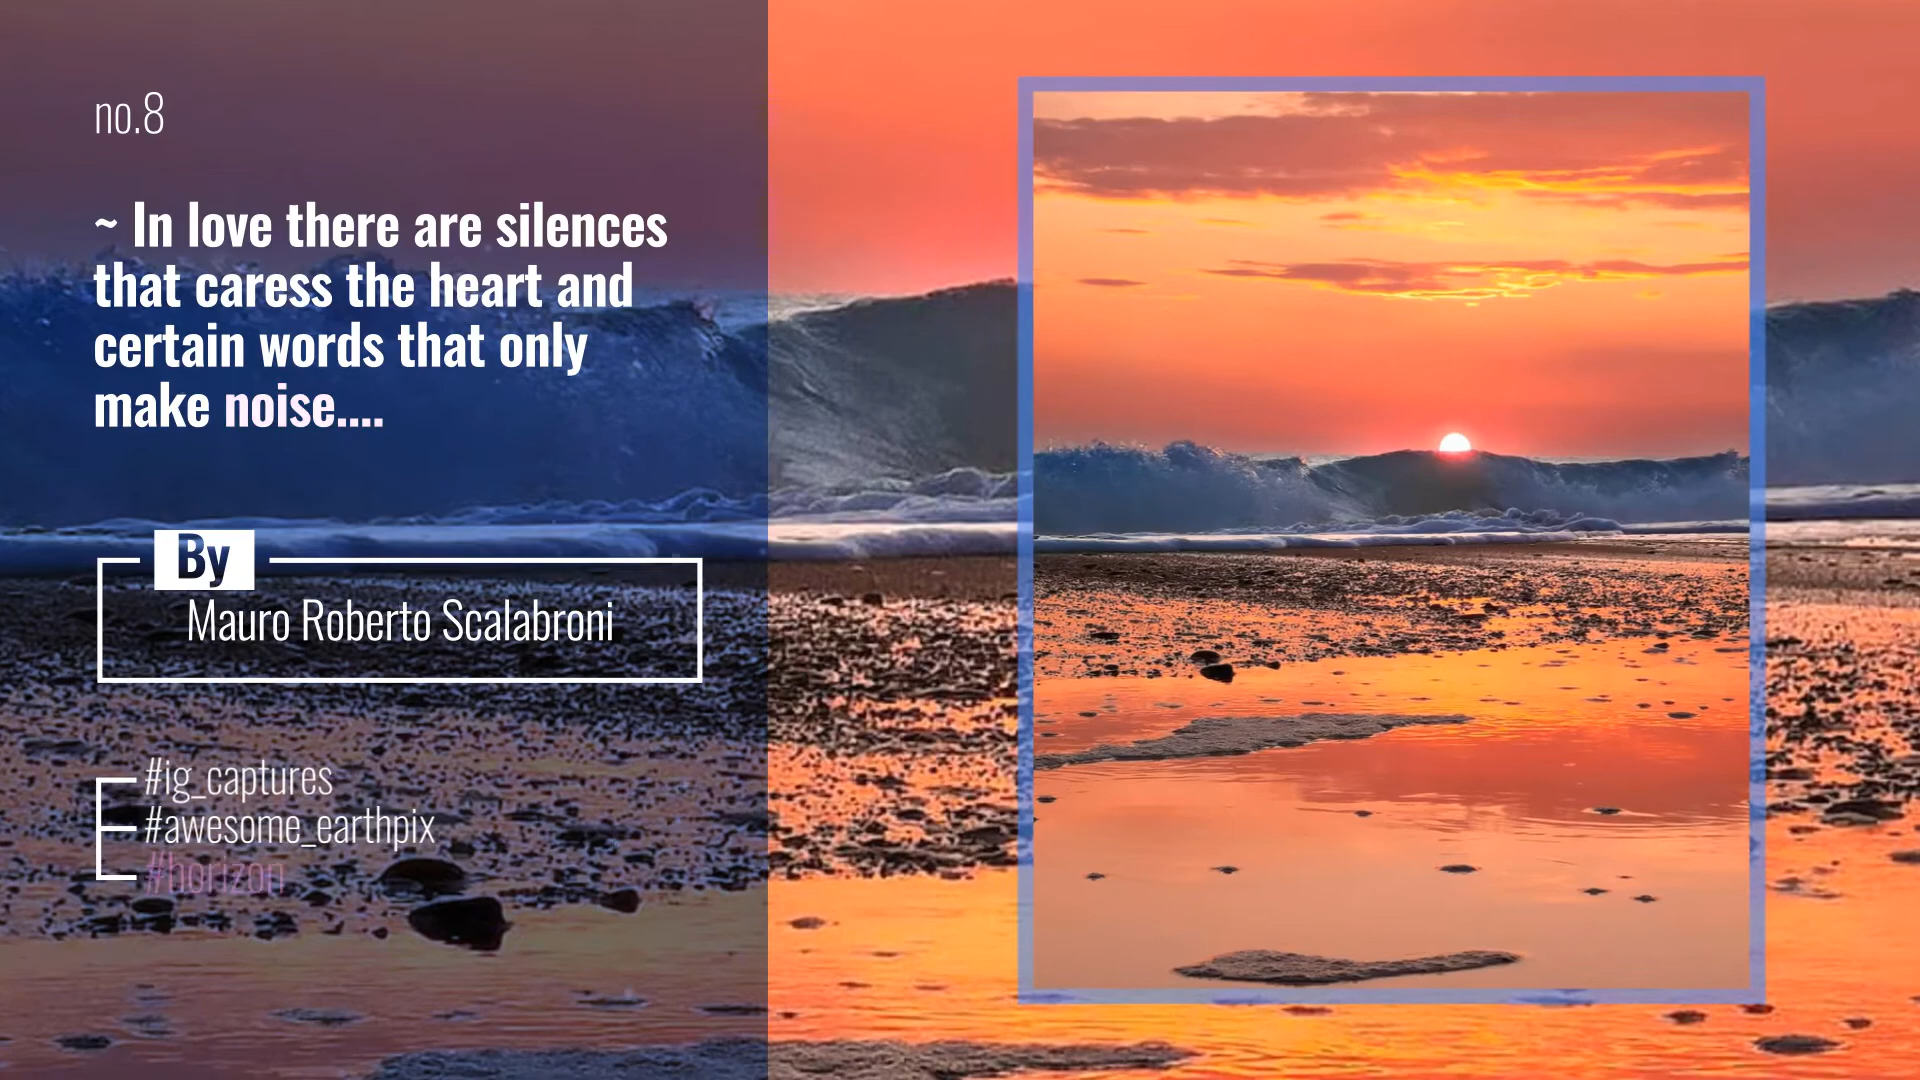 no.8
~ In love there are silences
that caress the heart and
certain words that only
make noise....
By
Mauro Roberto Scalabroni
#ig_captures
#awesome_earthpix
#horizon